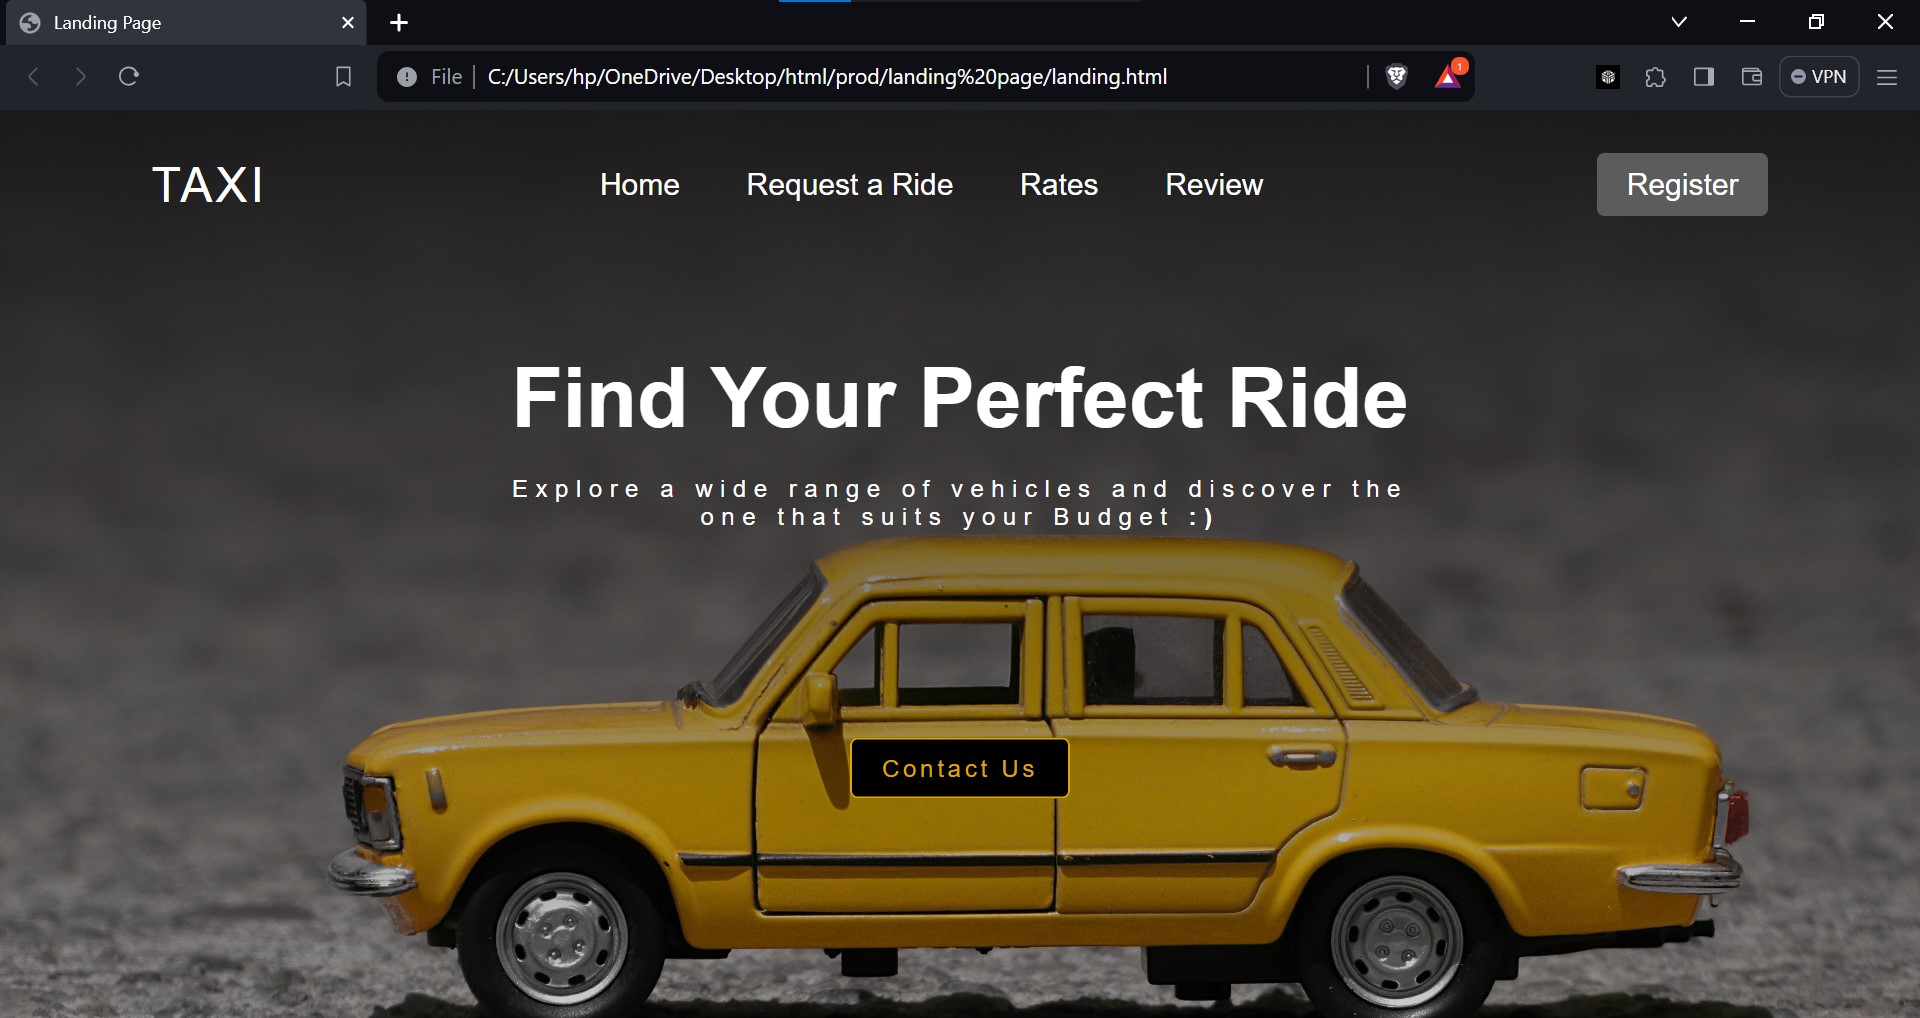 Landing Page
File
C:/Users/hp/OneDrive/Desktop/html/prod/landing%20page/landing.html
1
VPN
TAXI
Home
Request a Ride
Rates
Review
Register
Find Your Perfect Ride
Explore a wide range of vehicles and discover the
one that suits your Budget :)
Contact Us